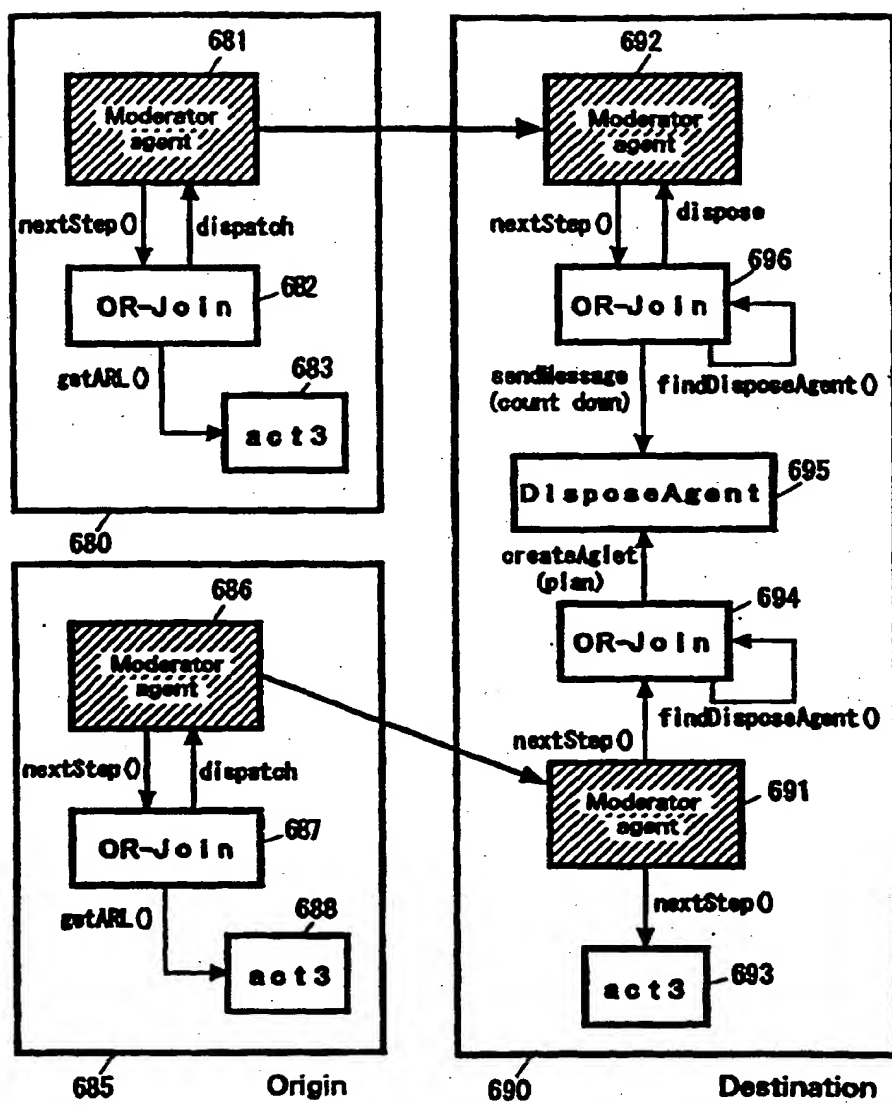 681
Moderator
agent
nextStep()
dispatch
OR-Join
682
getARL()
683
act3
680
686
Moderator
agent
nextStep()
dispatch
OR-Join
687
getARL()
688
act3
685
Origin
692
Moderator
agent
nextStep()
dispose
696
OR-Join
findDisposeAgent()
sendMessage
(count down)
DisposeAgent
695
createAglet
(plan)
694
OR-Join
findDisposeAgent()
nextStep()
Moderator
agent
691
nextStep()
act3
693
690
Destination